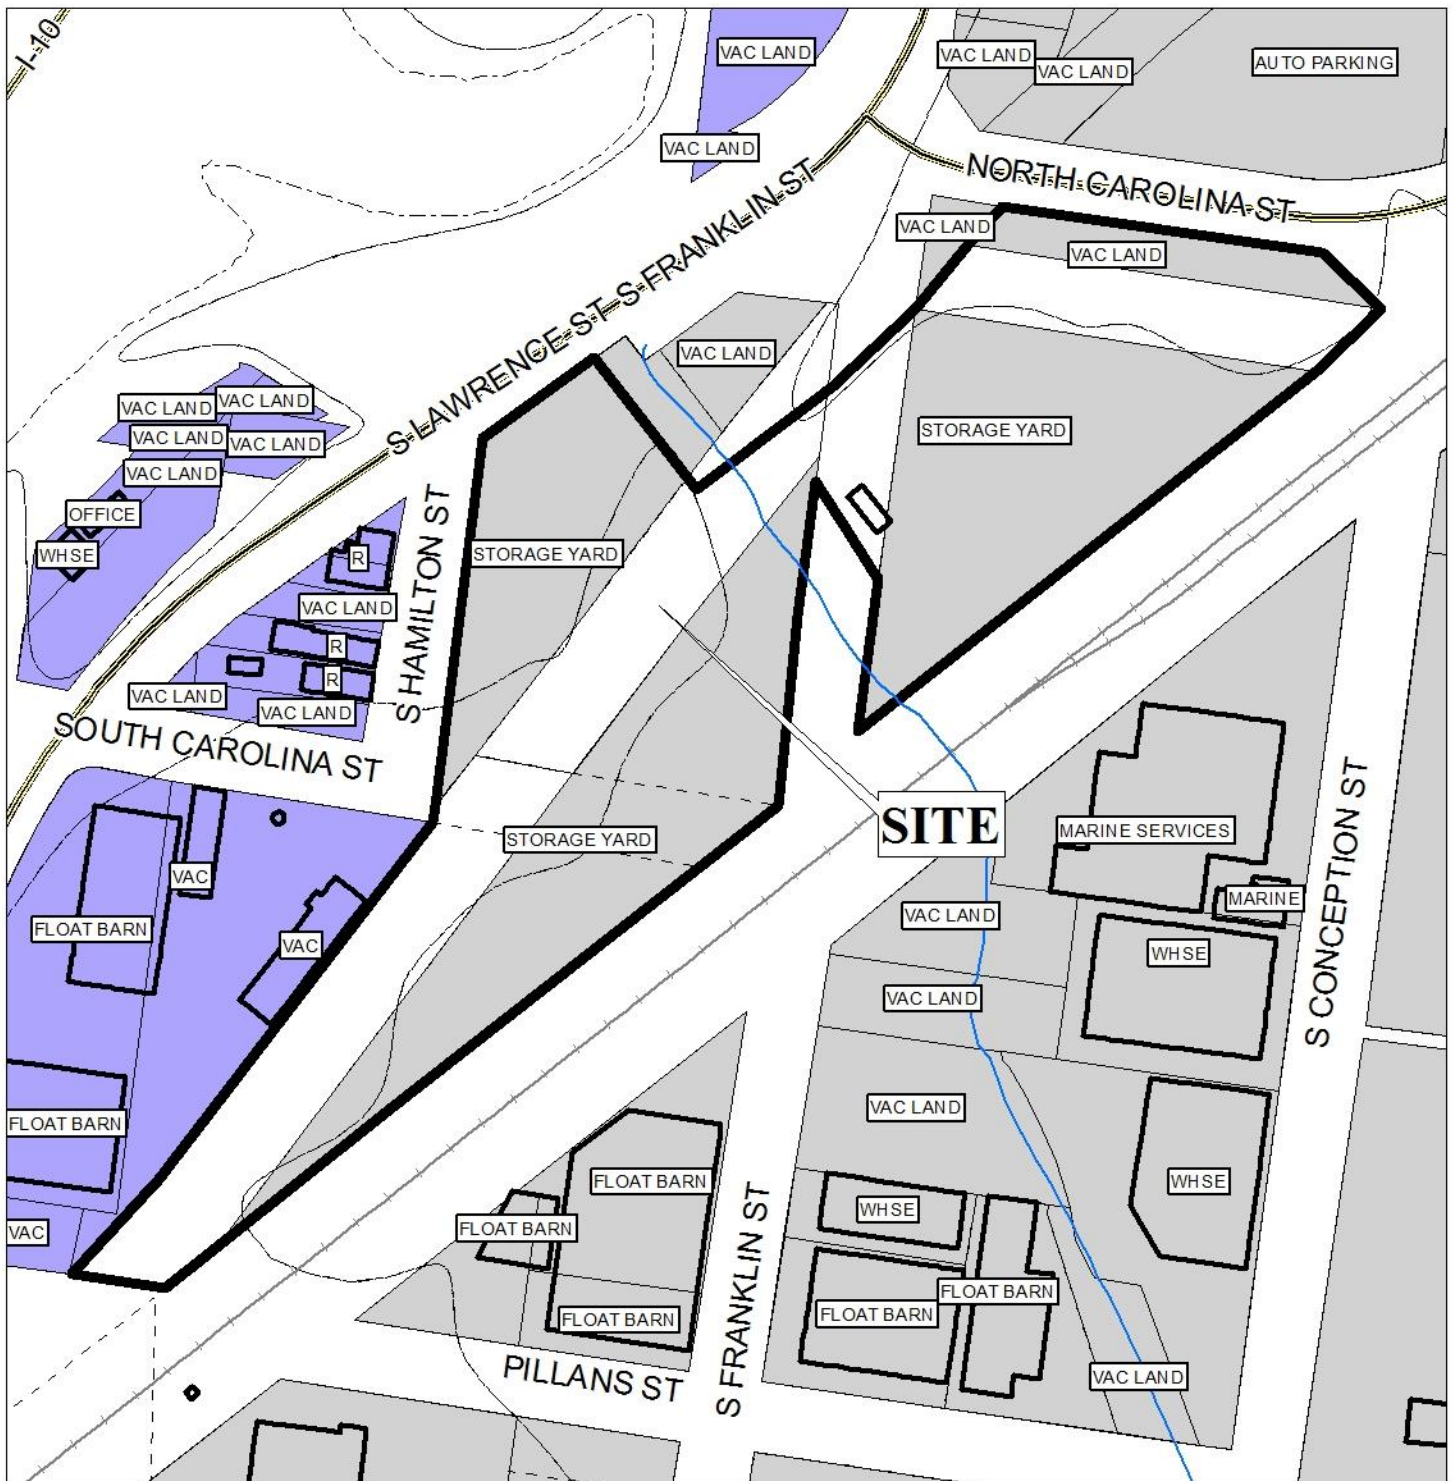 I-10
VAC LAND
VAC LAND
VAC LAND
AUTO PARKING
VAC LAND
NORTH CAROLINA ST
S FRANKLIN ST
VAC LAND
VAC LAND
S LAWRENCE ST
VAC LAND
VAC LAND
VAC LAND
VAC LAND
VAC LAND
VAC LAND
STORAGE YARD
OFFICE
WHSE
R
STORAGE YARD
S HAMILTON ST
VAC LAND
R
R
VAC LAND
VAC LAND
SOUTH CAROLINA ST
SITE
STORAGE YARD
MARINE SERVICES
S CONCEPTION ST
VAC
MARINE
VAC LAND
FLOAT BARN
VAC
WHSE
VAC LAND
VAC LAND
FLOAT BARN
FLOAT BARN
WHSE
WHSE
FLOAT BARN
VAC
S FRANKLIN ST
FLOAT BARN
FLOAT BARN
FLOAT BARN
PILLANS ST
VAC LAND